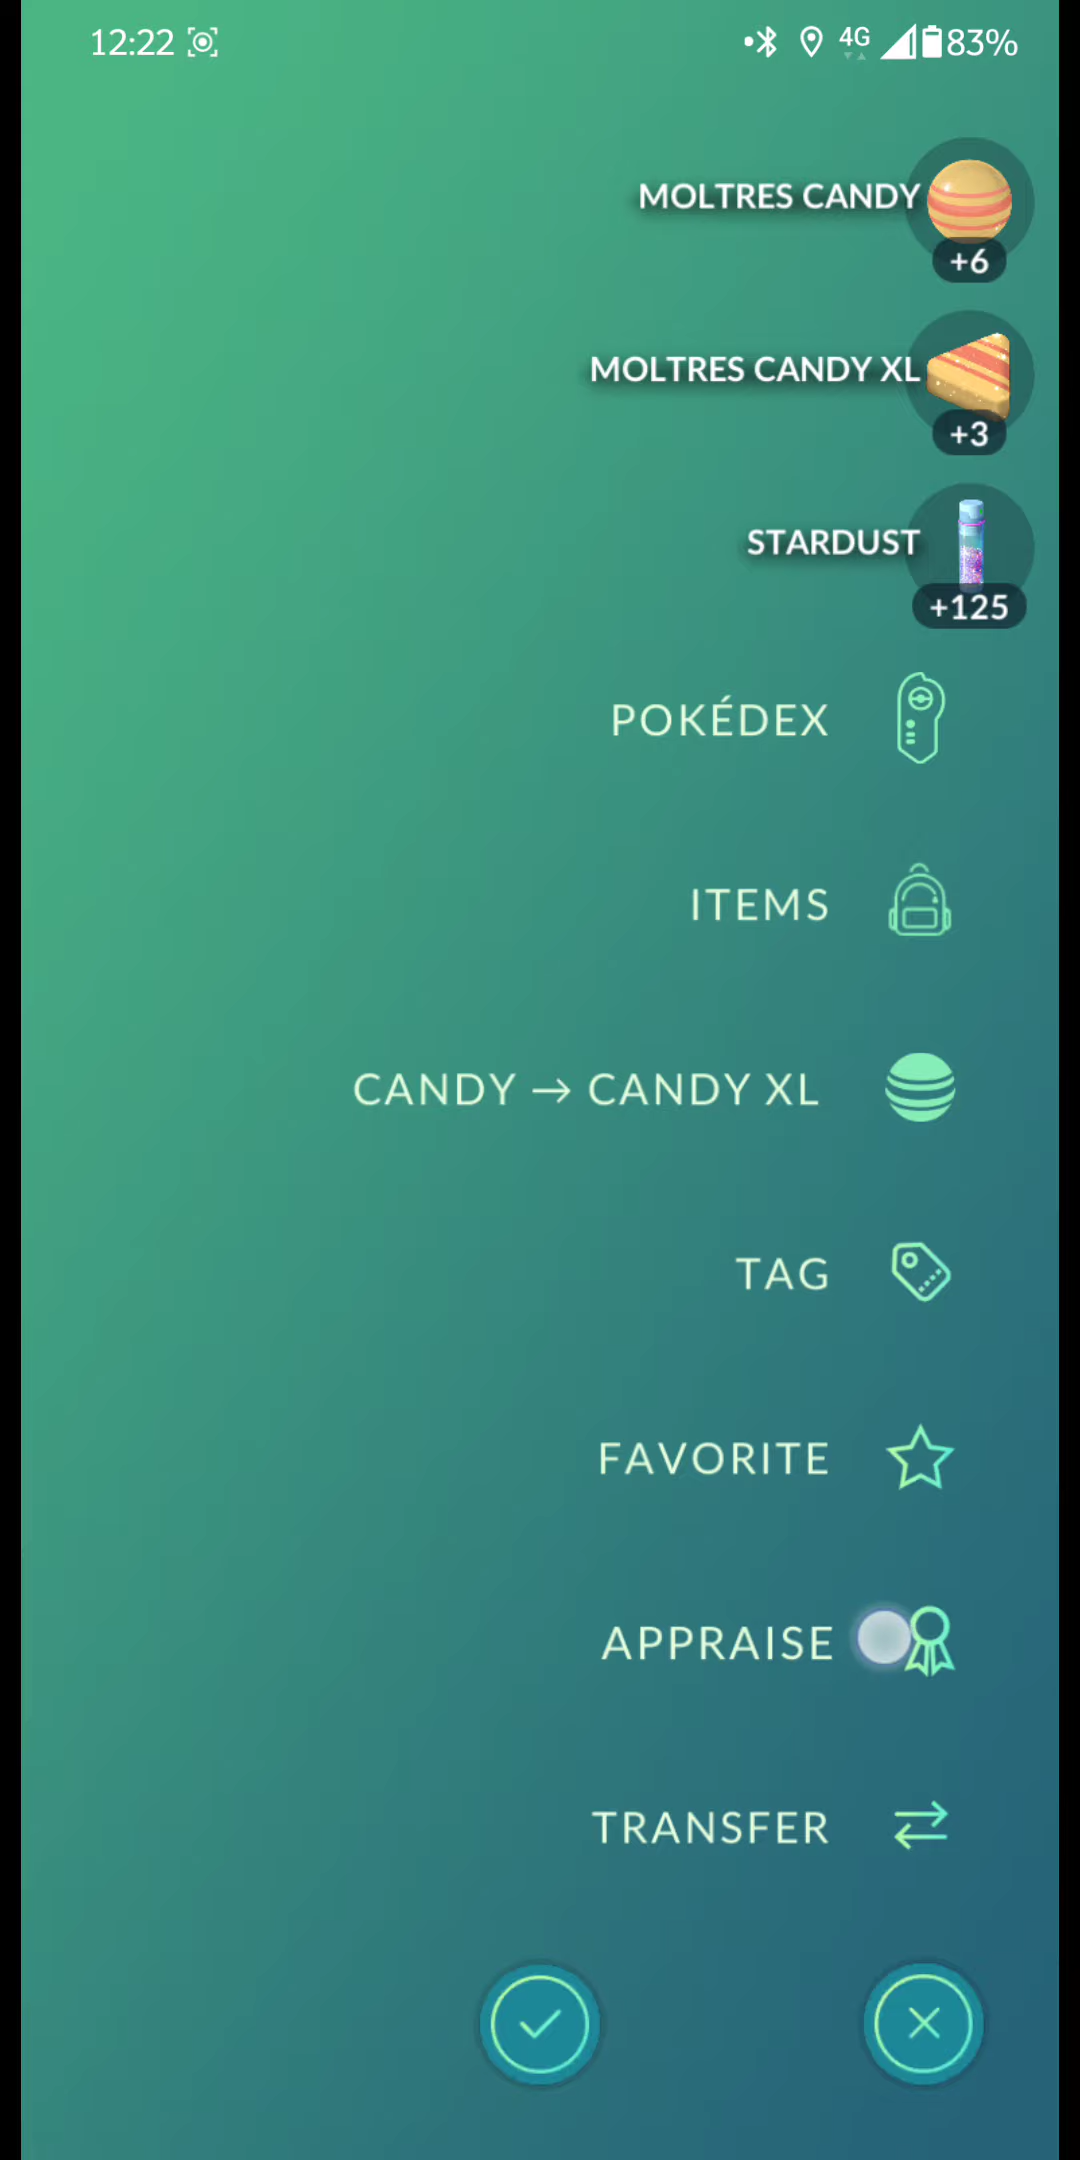 12:22
4G
83%
MOLTRES CANDY
+6
MOLTRES CANDY XL
+3
STARDUST
+125
POKÉDEX
ITEMS
CANDY → CANDY XL
TAG
FAVORITE
APPRAISE
TRANSFER